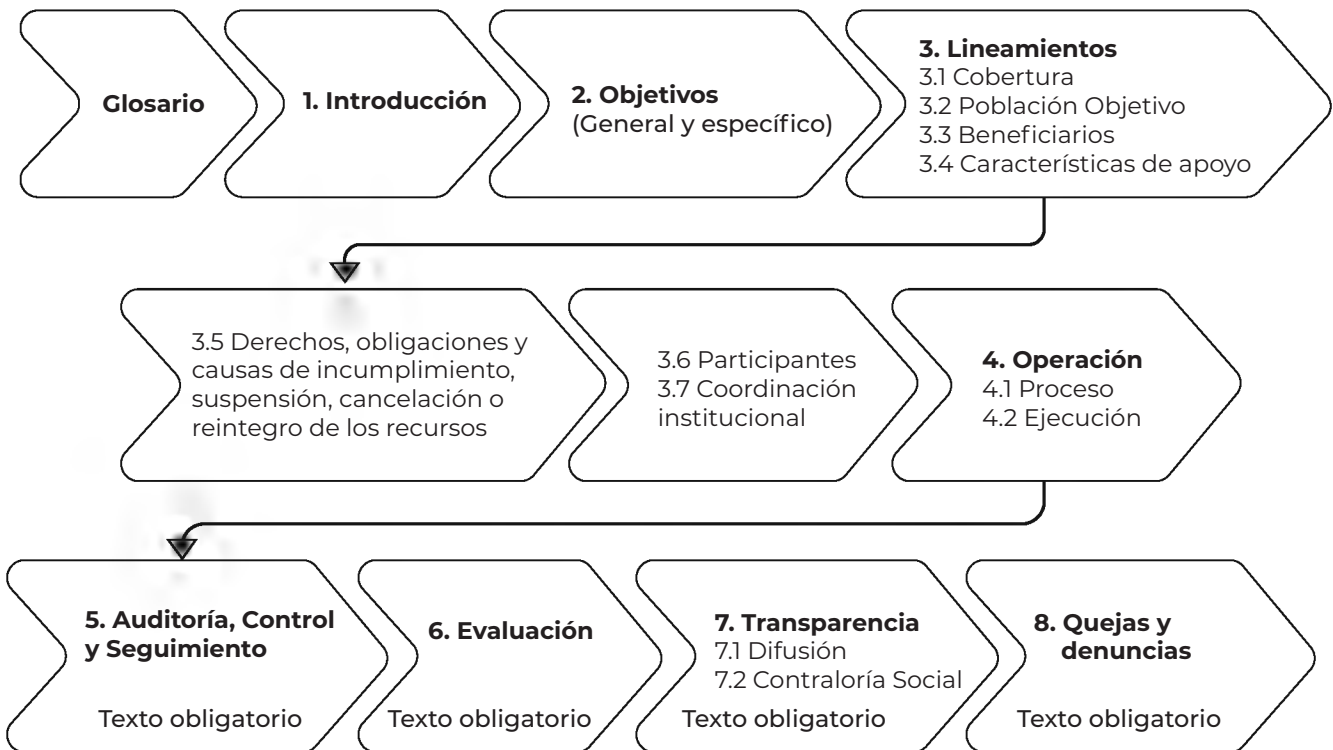 Glosario
1. Introducción
2. Objetivos
(General y específico)
3. Lineamientos
3.1 Cobertura
3.2 Población Objetivo
3.3 Beneficiarios
3.4 Características de apoyo
3.5 Derechos, obligaciones y
causas de incumplimiento,
suspensión, cancelación o
reintegro de los recursos
3.6 Participantes
3.7 Coordinación
institucional
4. Operación
4.1 Proceso
4.2 Ejecución
5. Auditoría, Control
y Seguimiento
Texto obligatorio
6. Evaluación
Texto obligatorio
7. Transparencia
7.1 Difusión
7.2 Contraloría Social
Texto obligatorio
8. Quejas y
denuncias
Texto obligatorio